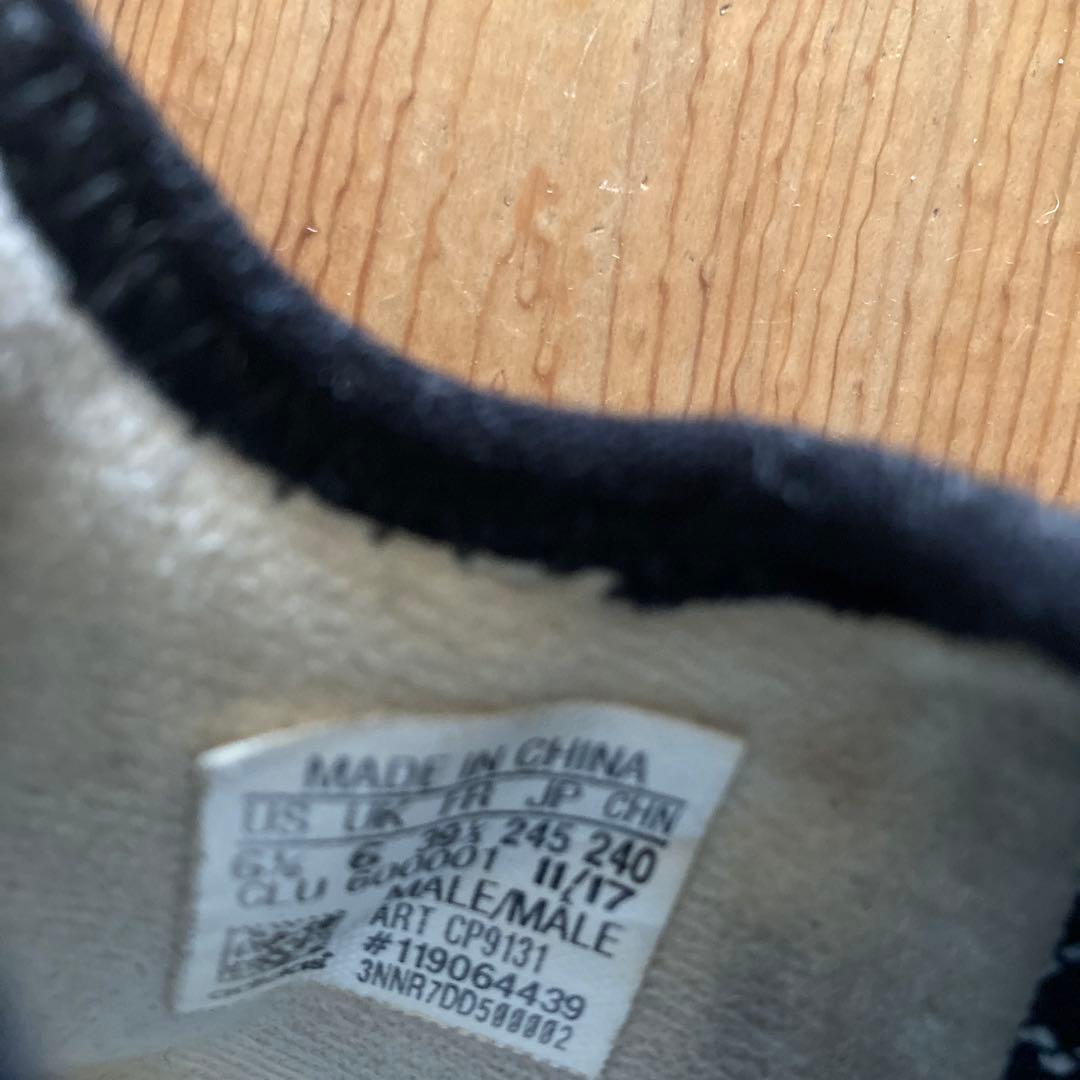 MADE IN CHINA
US UK FR JP CHN
6½ 6 39⅓ 245 240
CLU 600001 11/17
MALE/MÂLE
ART CP9131
#119064439
3NNR7DD500002